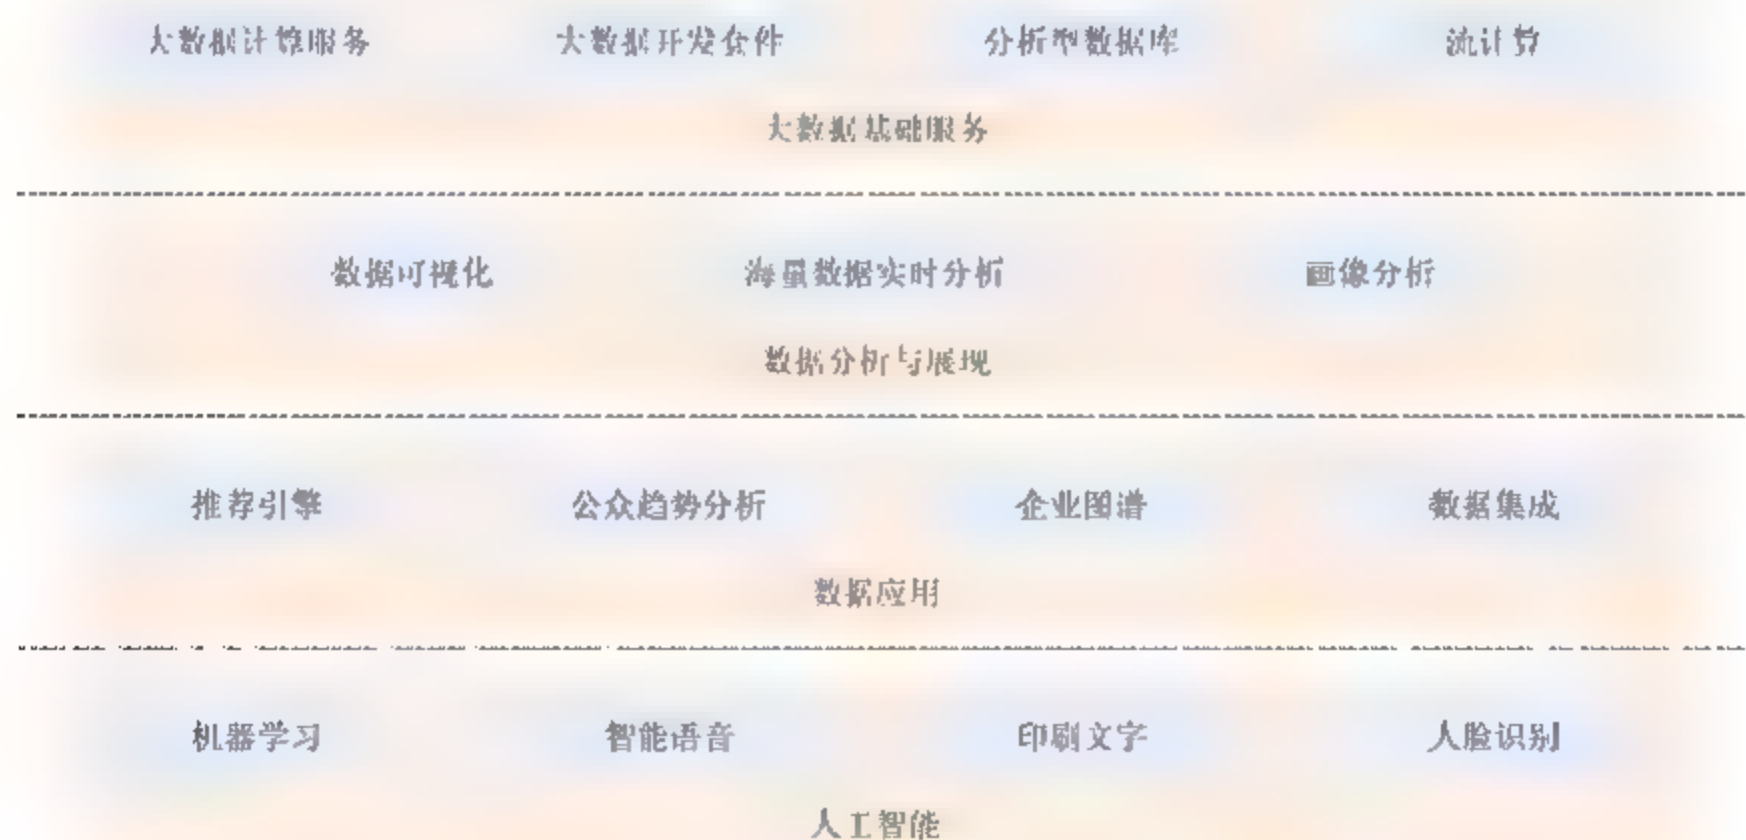 大数据计算服务 大数据开发套件 分析型数据库 流计算
大数据基础服务
数据可视化 海量数据实时分析 画像分析
数据分析与展现
推荐引擎 公众趋势分析 企业图谱 数据集成
数据应用
机器学习 智能语音 印刷文字 人脸识别
人工智能